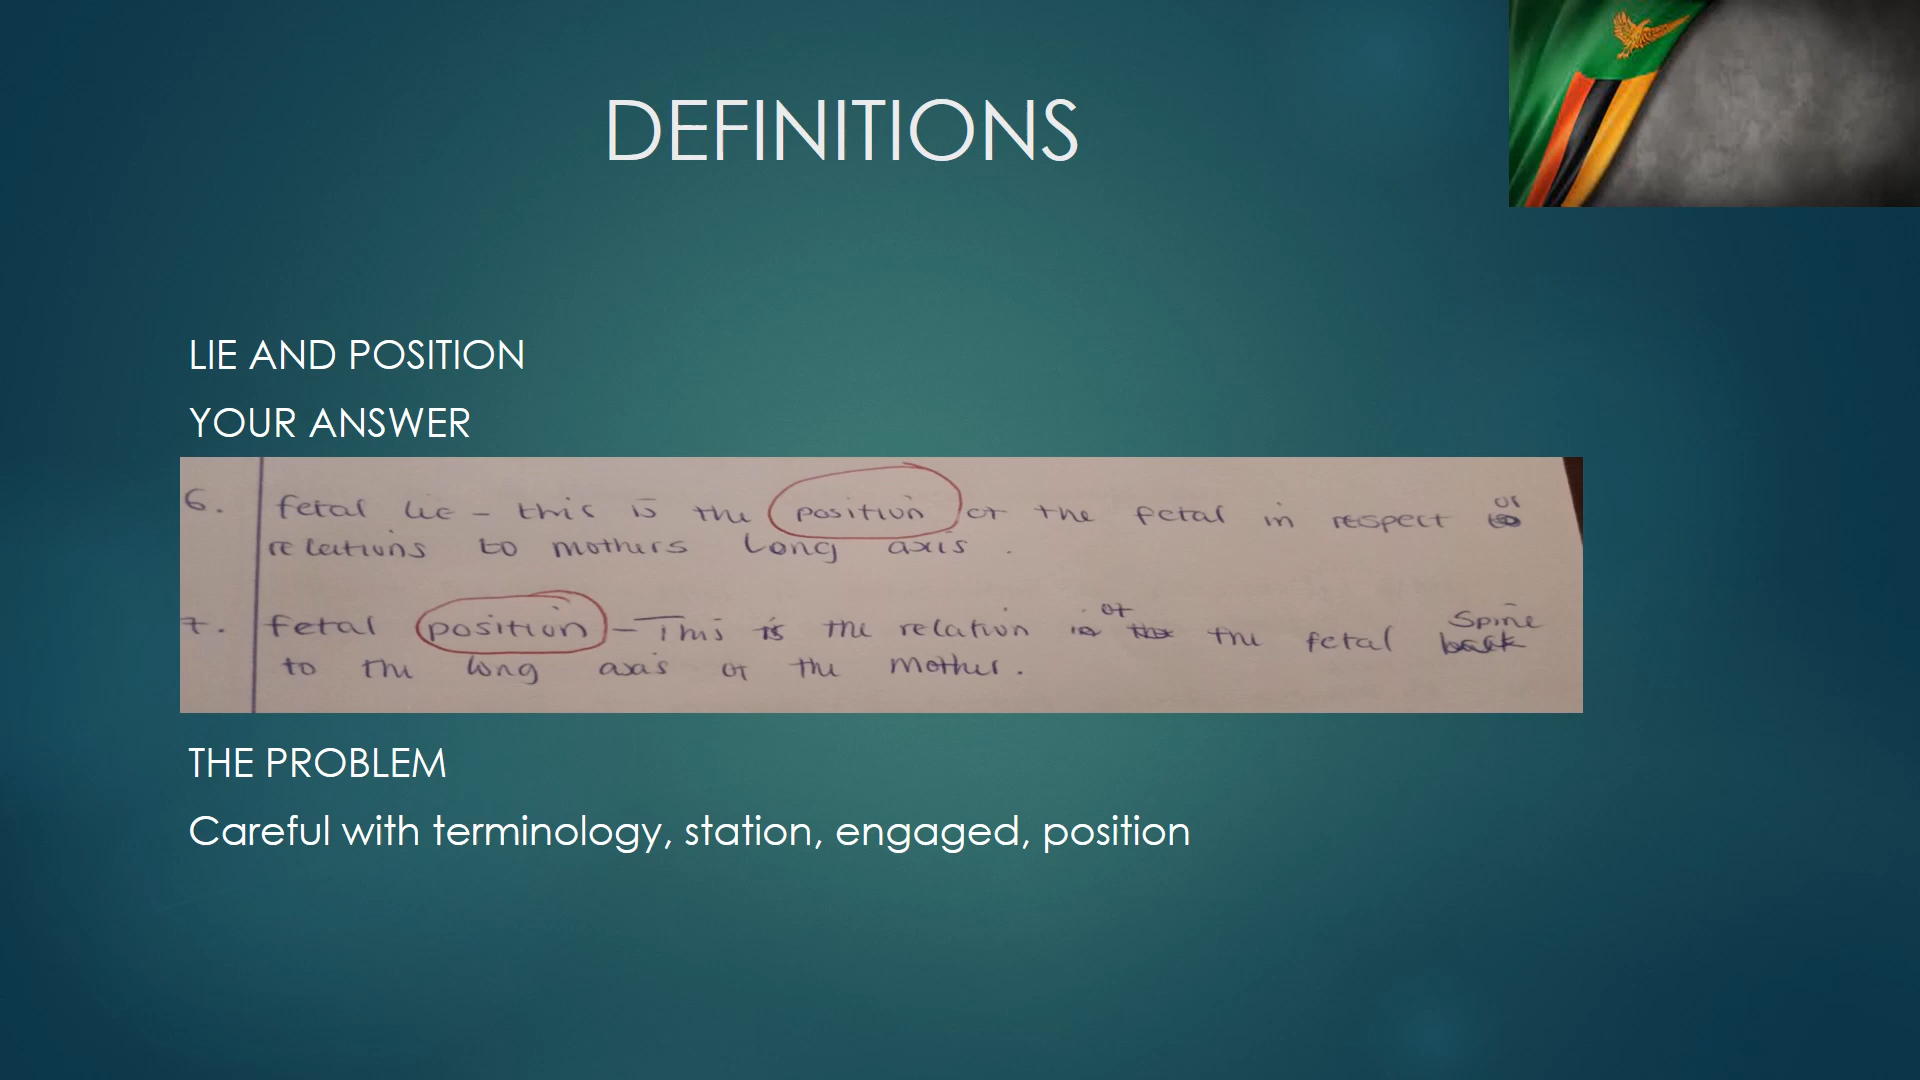 DEFINITIONS
LIE AND POSITION
YOUR ANSWER
6. fetal lie - this is the position of the fetal in respect or
relations to mothers long axis .
7. fetal position - This is the relation of the fetal spine
to the long axis of the mother.
THE PROBLEM
Careful with terminology, station, engaged, position